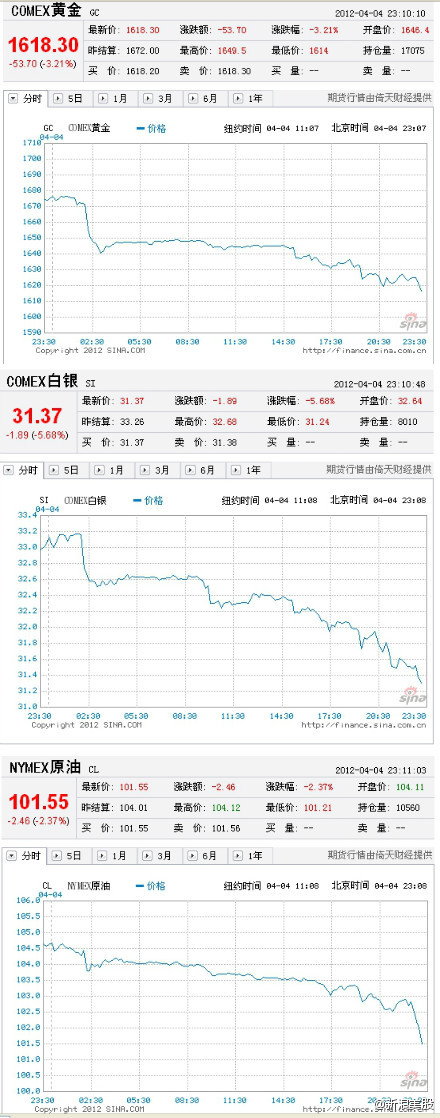 COMEX黄金 GC 2012-04-04 23:10:10
1618.30
-53.70 (-3.21%)
最新价: 1618.30 涨跌额: -53.70 涨跌幅: -3.21% 开盘价: 1646.4
昨结算: 1672.00 最高价: 1649.5 最低价: 1614 持仓量: 17075
买 价: 1618.20 卖 价: 1618.30 买 量: -- 卖 量: --
分时 5日 1月 3月 6月 1年 期货行情由倚天财经提供
GC COMEX黄金 价格 纽约时间 04-04 11:07 北京时间 04-04 23:07
04-04
1710
1700
1690
1680
1670
1660
1650
1640
1630
1620
1610
1600
1590
23:30 02:30 05:30 08:30 11:30 14:30 17:30 20:30 23:30
sina
Copyright 2012 SINA.COM http://finance.sina.com.cn
COMEX白银 SI 2012-04-04 23:10:48
31.37
-1.89 (-5.68%)
最新价: 31.37 涨跌额: -1.89 涨跌幅: -5.68% 开盘价: 32.64
昨结算: 33.26 最高价: 32.68 最低价: 31.24 持仓量: 8010
买 价: 31.37 卖 价: 31.38 买 量: -- 卖 量: --
分时 5日 1月 3月 6月 1年 期货行情由倚天财经提供
SI COMEX白银 价格 纽约时间 04-04 11:08 北京时间 04-04 23:08
04-04
33.4
33.2
33.0
32.8
32.6
32.4
32.2
32.0
31.8
31.6
31.4
31.2
31.0
23:30 02:30 05:30 08:30 11:30 14:30 17:30 20:30 23:30
sina
Copyright 2012 SINA.COM http://finance.sina.com.cn
NYMEX原油 CL 2012-04-04 23:11:03
101.55
-2.46 (-2.37%)
最新价: 101.55 涨跌额: -2.46 涨跌幅: -2.37% 开盘价: 104.11
昨结算: 104.01 最高价: 104.12 最低价: 101.21 持仓量: 10560
买 价: 101.55 卖 价: 101.56 买 量: -- 卖 量: --
分时 5日 1月 3月 6月 1年 期货行情由倚天财经提供
CL NYMEX原油 价格 纽约时间 04-04 11:08 北京时间 04-04 23:08
04-04
106.0
105.5
105.0
104.5
104.0
103.5
103.0
102.5
102.0
101.5
101.0
100.5
100.0
23:30 02:30 05:30 08:30 11:30 14:30 17:30
sina
Copyright 2012 SINA.COM http://finance.sina.com.cn
@新浪美股